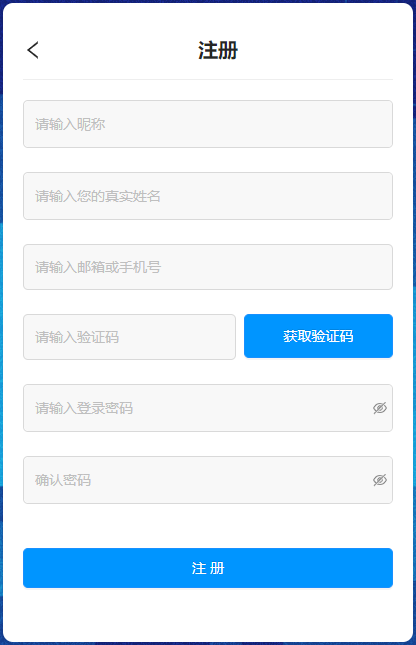 注册
请输入昵称
请输入您的真实姓名
请输入邮箱或手机号
请输入验证码
获取验证码
请输入登录密码
确认密码
注 册